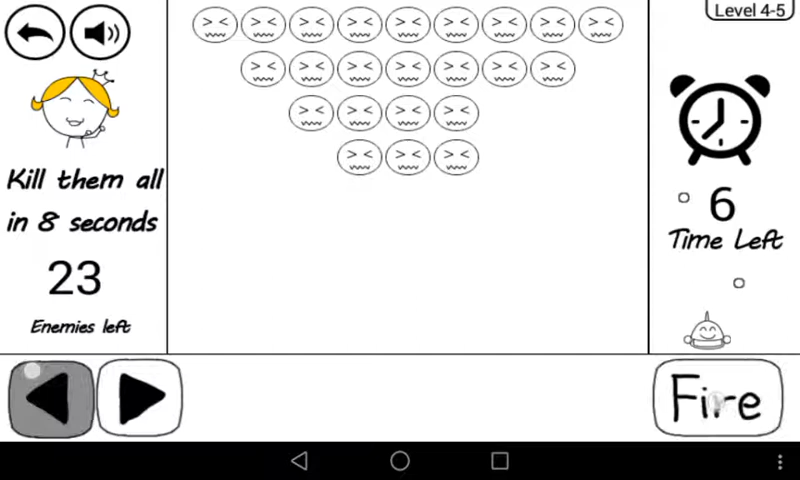 Level 4-5
Kill them all
in 8 seconds
23
Enemies left
6
Time Left
Fire